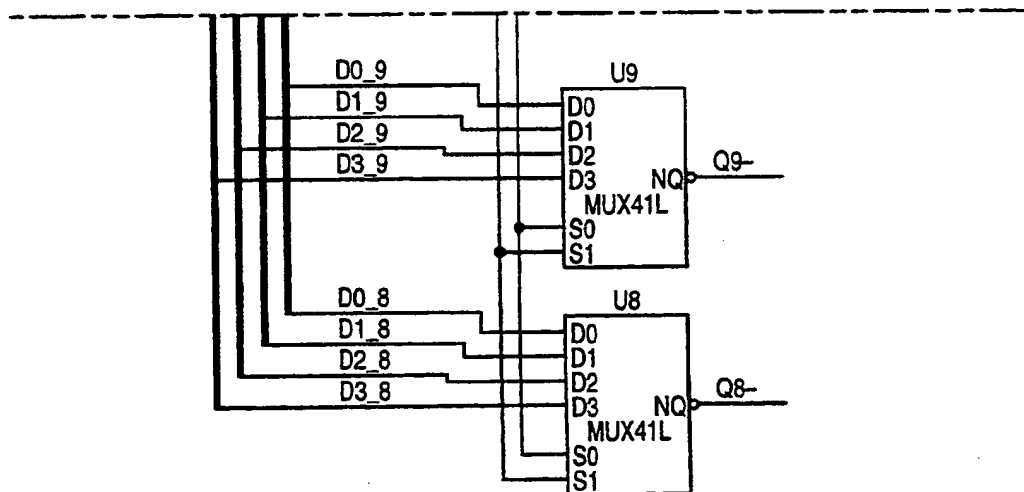 U9
D0_9
D1_9
D2_9
D3_9
D0
D1
D2
D3
NQ
Q9-
MUX41L
S0
S1
U8
D0_8
D1_8
D2_8
D3_8
D0
D1
D2
D3
NQ
Q8-
MUX41L
S0
S1